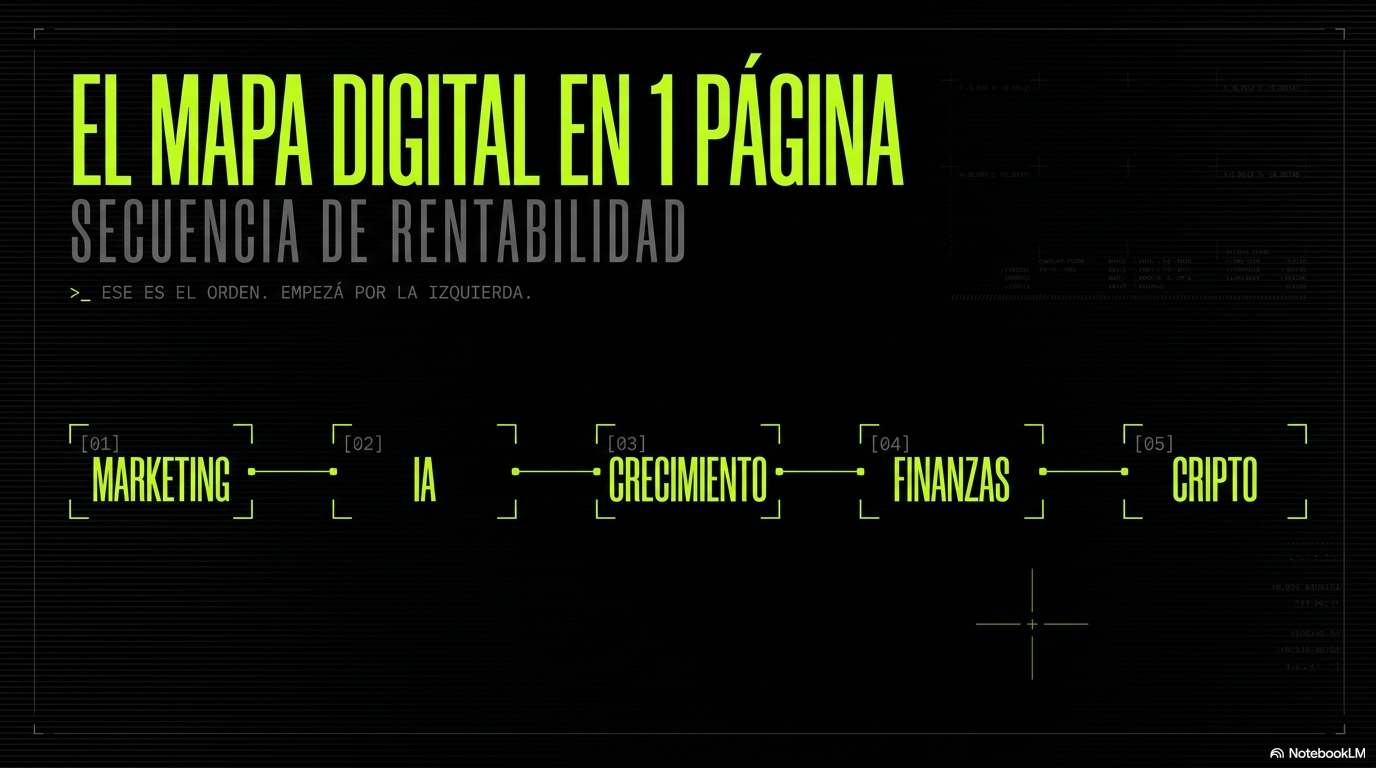 EL MAPA DIGITAL EN 1 PÁGINA
SECUENCIA DE RENTABILIDAD
>_ ESE ES EL ORDEN. EMPEZÁ POR LA IZQUIERDA.
[01]
MARKETING
[02]
IA
[03]
CRECIMIENTO
[04]
FINANZAS
[05]
CRIPTO
NotebookLM